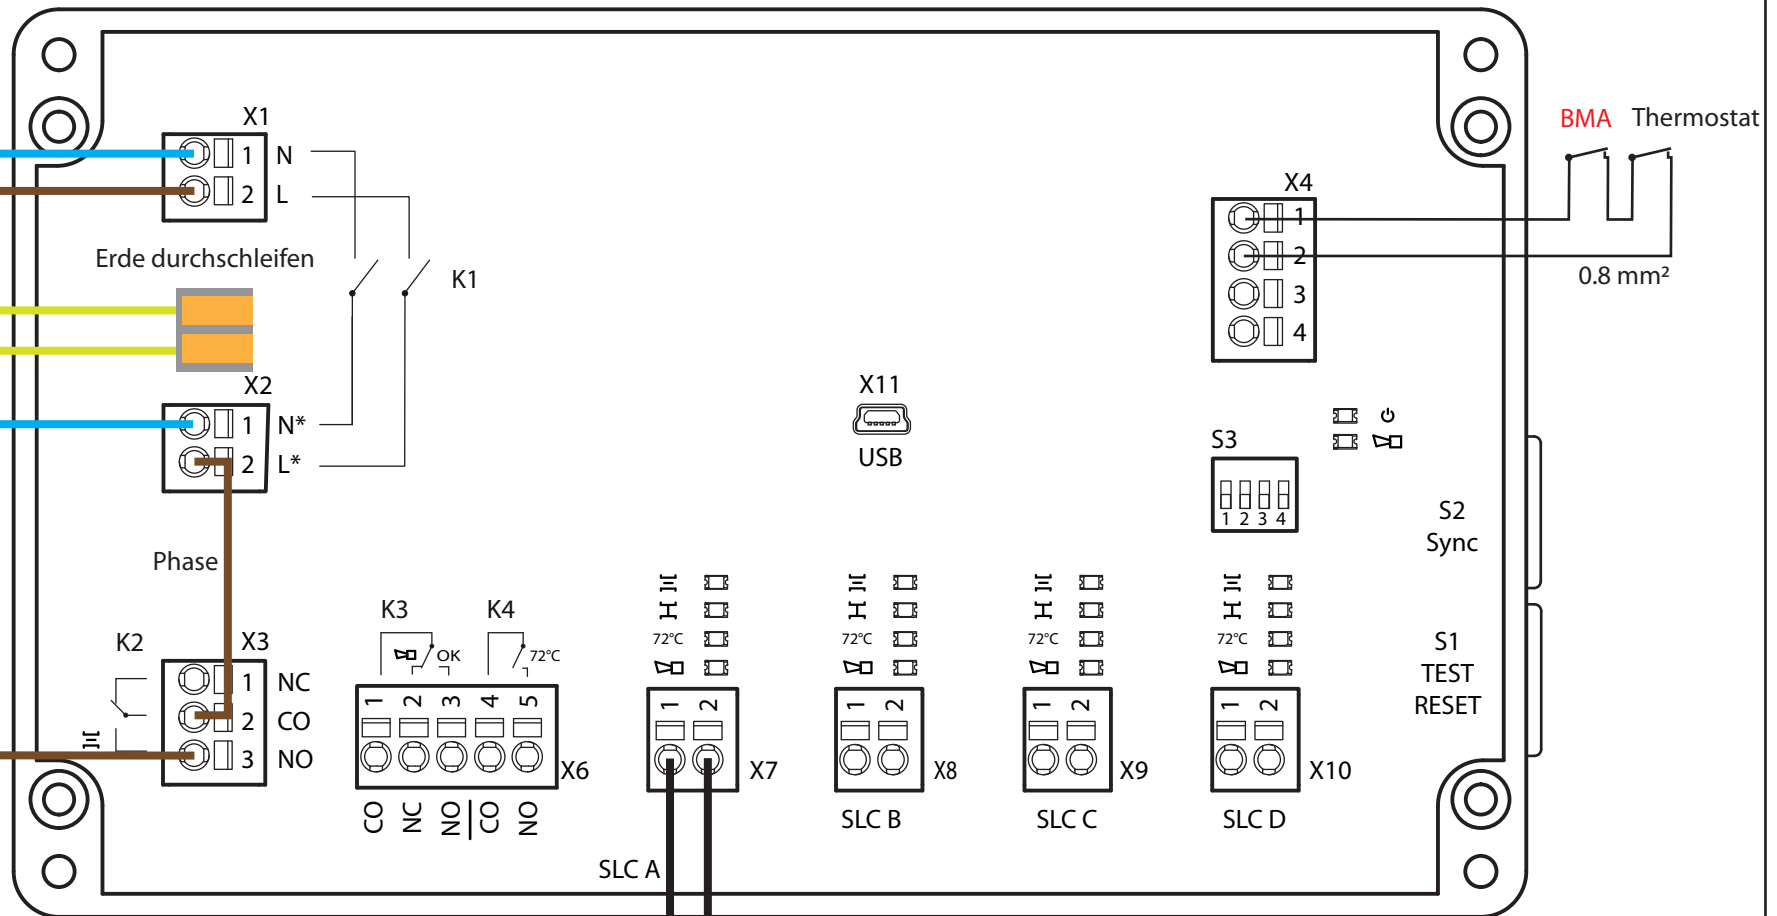 X1
1 N
2 L
Erde durchschleifen
K1
X2
1 N*
2 L*
Phase
K2
X3
1 NC
2 CO
3 NO
K3
OK
K4
72°C
1 2 3 4 5
X6
CO NC NO CO NO
X11
USB
BMA Thermostat
X4
1
2
3
4
0.8 mm²
S3
1 2 3 4
S2
Sync
S1
TEST
RESET
72°C
1 2
X7
SLC A
72°C
1 2
X8
SLC B
72°C
1 2
X9
SLC C
72°C
1 2
X10
SLC D